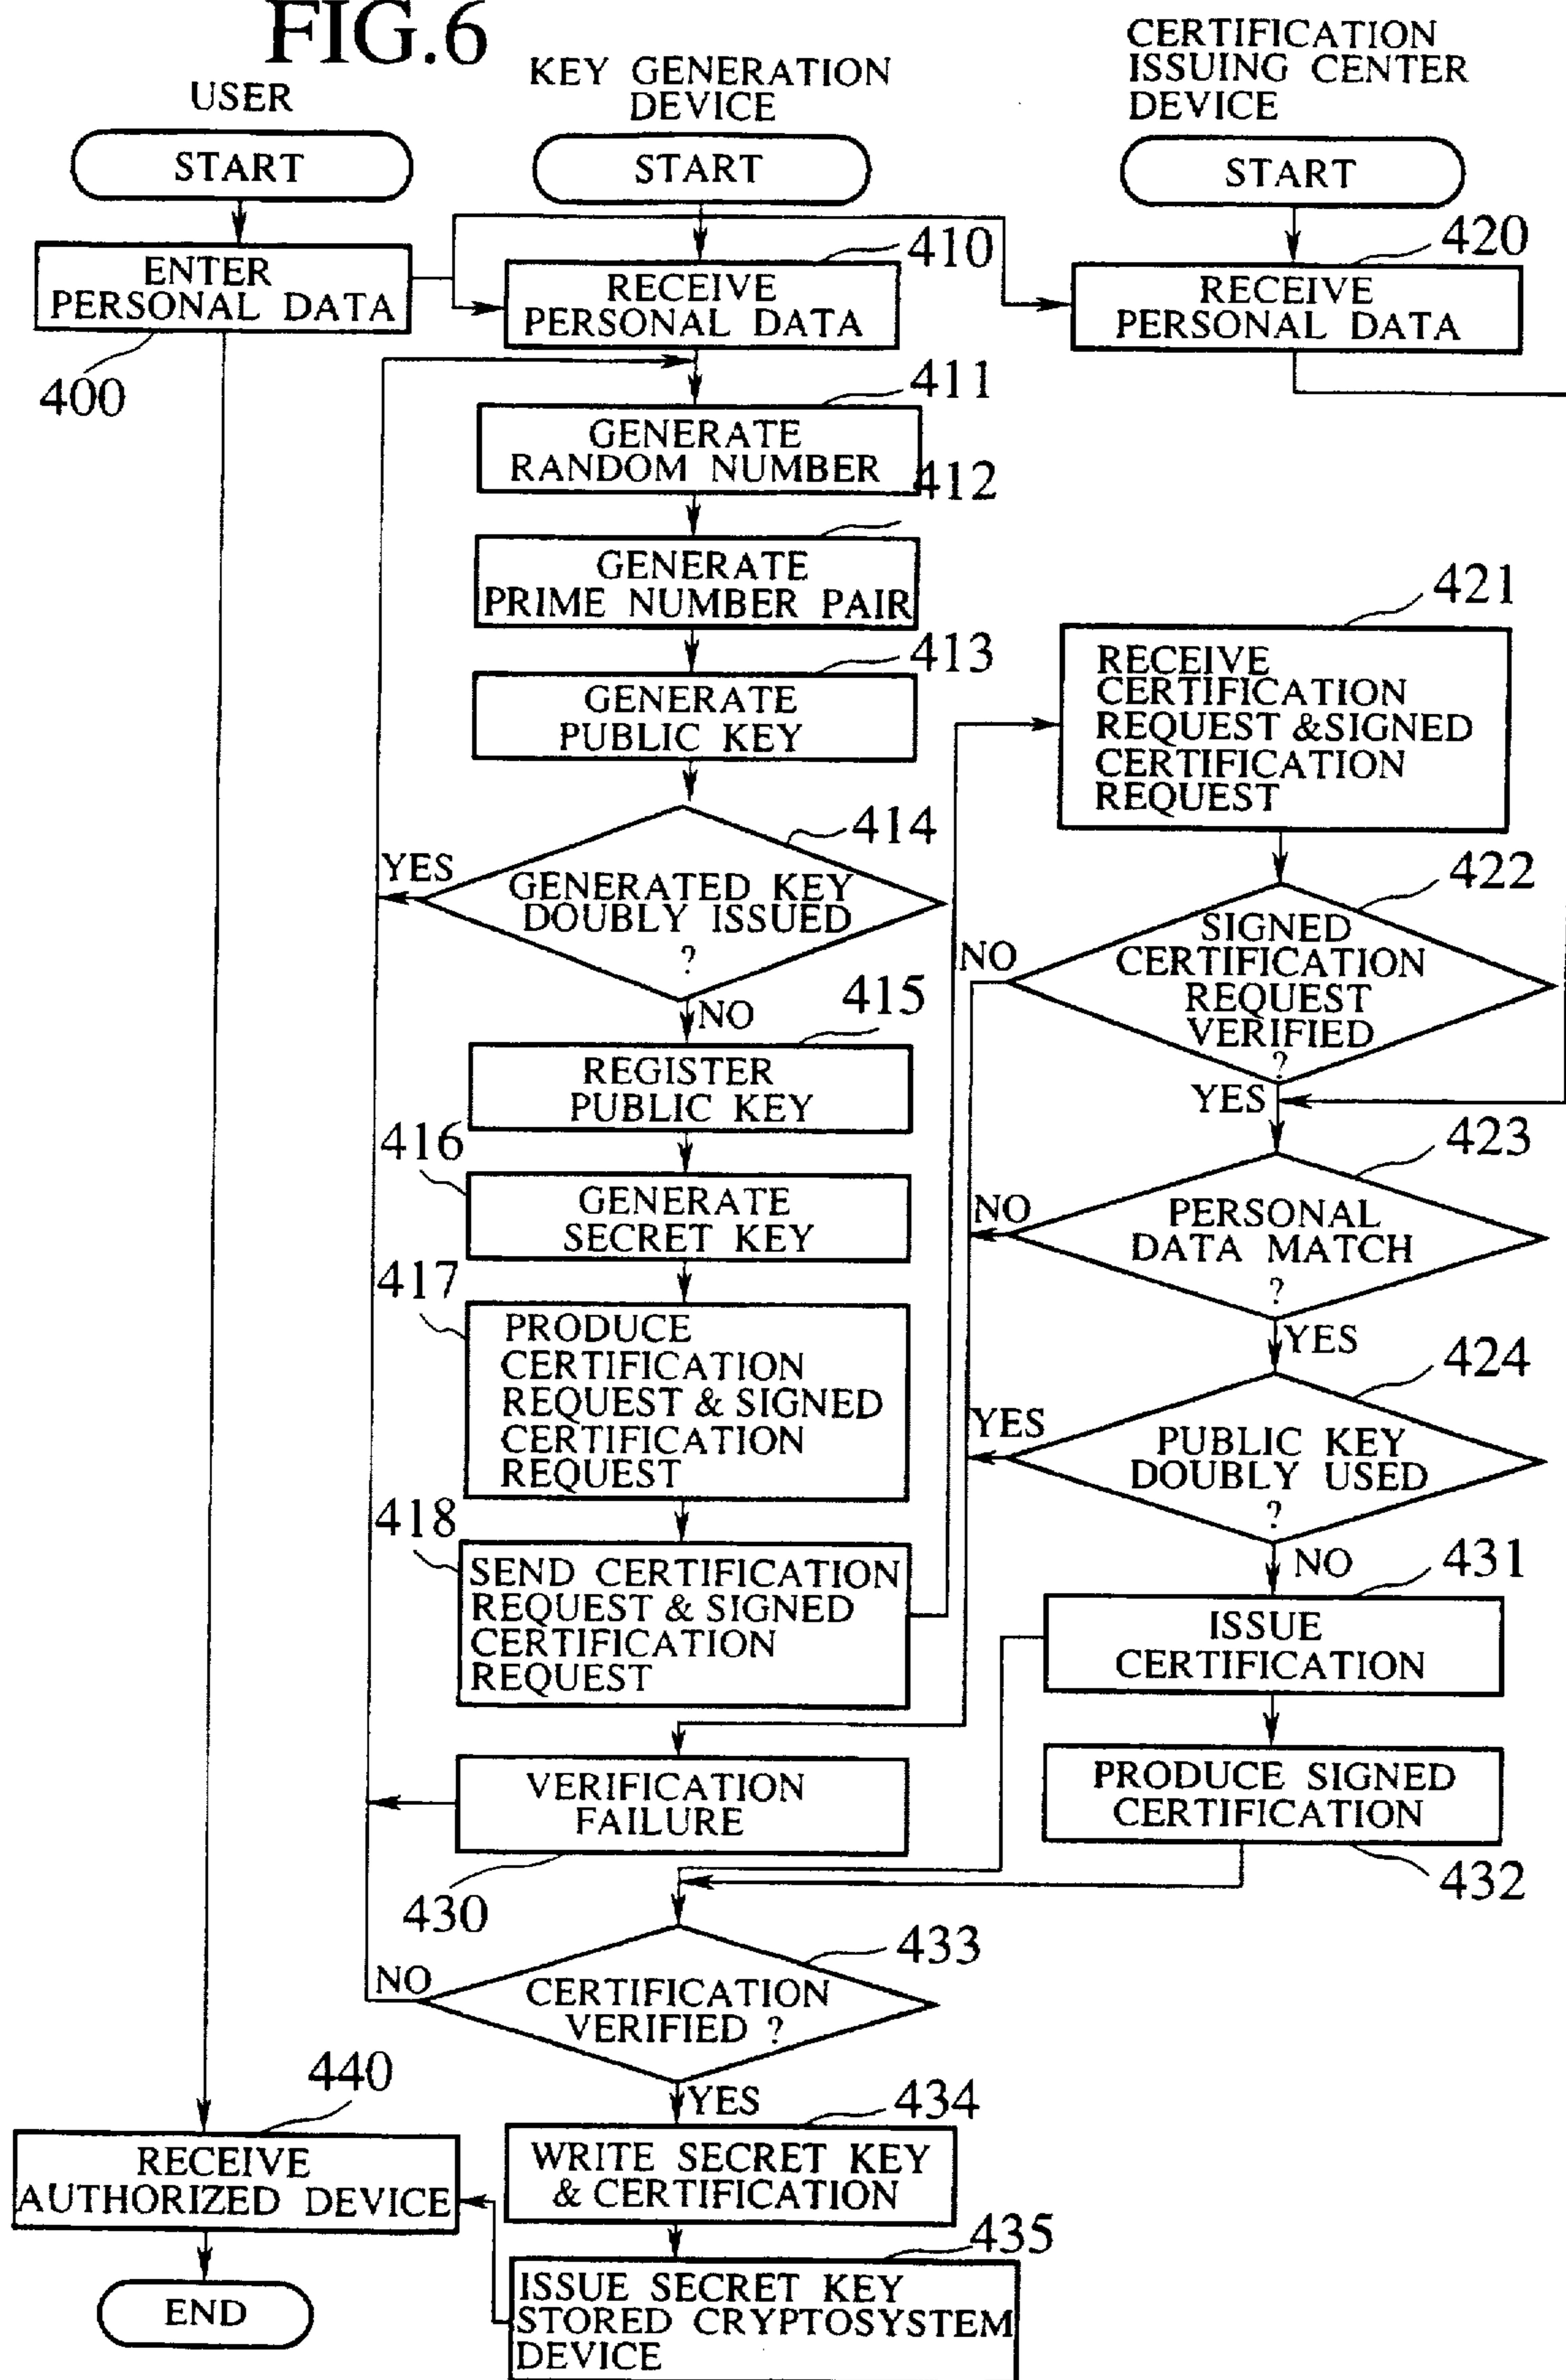 FIG.6
USER
KEY GENERATION
DEVICE
CERTIFICATION
ISSUING CENTER
DEVICE
START
START
START
ENTER
PERSONAL DATA
400
410
RECEIVE
PERSONAL DATA
420
RECEIVE
PERSONAL DATA
411
GENERATE
RANDOM NUMBER
412
GENERATE
PRIME NUMBER PAIR
413
GENERATE
PUBLIC KEY
414
YES
GENERATED KEY
DOUBLY ISSUED
?
NO
415
REGISTER
PUBLIC KEY
416
GENERATE
SECRET KEY
417
PRODUCE
CERTIFICATION
REQUEST & SIGNED
CERTIFICATION
REQUEST
418
SEND CERTIFICATION
REQUEST & SIGNED
CERTIFICATION
REQUEST
421
RECEIVE
CERTIFICATION
REQUEST &SIGNED
CERTIFICATION
REQUEST
422
NO
SIGNED
CERTIFICATION
REQUEST
VERIFIED
?
YES
423
NO
PERSONAL
DATA MATCH
?
YES
424
YES
PUBLIC KEY
DOUBLY USED
?
NO
431
ISSUE
CERTIFICATION
PRODUCE SIGNED
CERTIFICATION
432
VERIFICATION
FAILURE
430
433
NO
CERTIFICATION
VERIFIED ?
YES
434
WRITE SECRET KEY
& CERTIFICATION
435
ISSUE SECRET KEY
STORED CRYPTOSYSTEM
DEVICE
440
RECEIVE
AUTHORIZED DEVICE
END